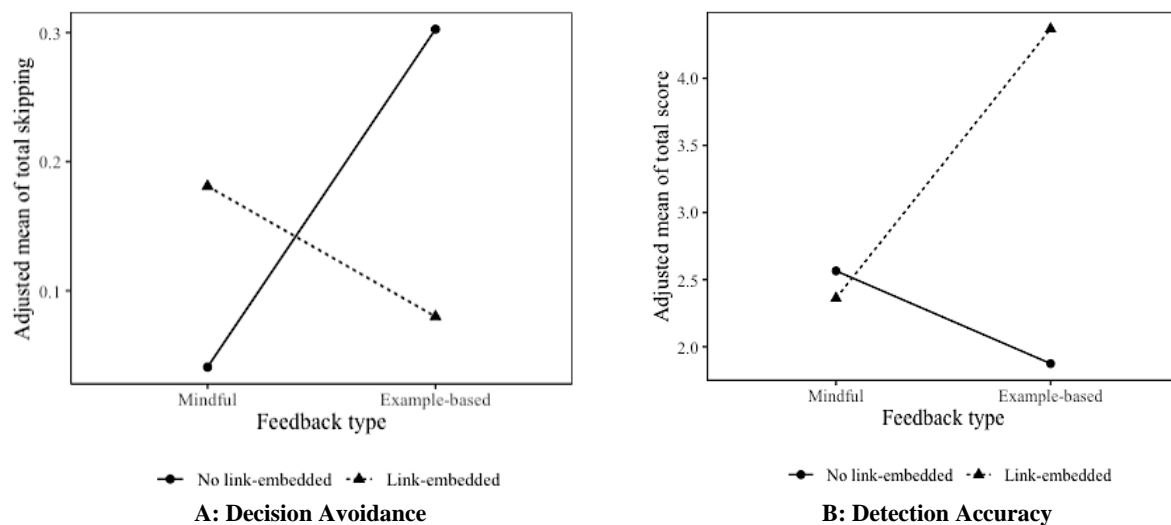 Adjusted mean of total skipping
0.3
0.2
0.1
Mindful
Example-based
Feedback type
No link-embedded
Link-embedded
A: Decision Avoidance
Adjusted mean of total score
4.0
3.5
3.0
2.5
2.0
Mindful
Example-based
Feedback type
No link-embedded
Link-embedded
B: Detection Accuracy